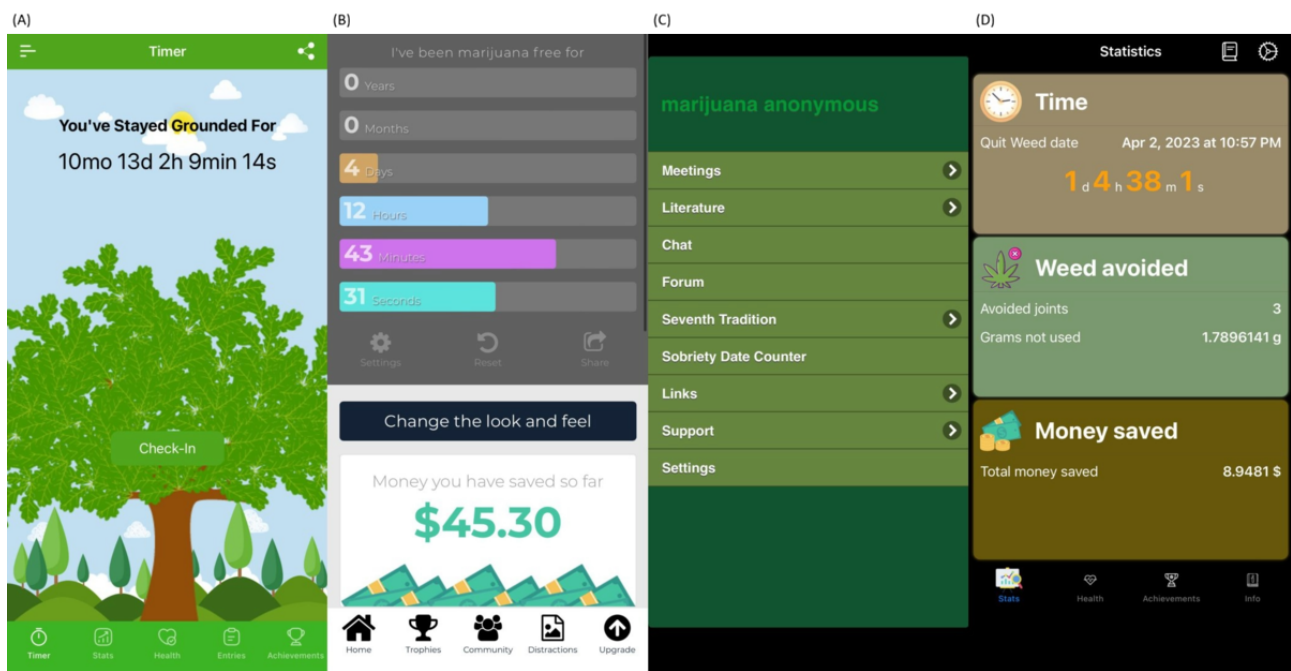 (A)
Timer
You've Stayed Grounded For
10mo 13d 2h 9min 14s
Check-In
Timer
Stats
Health
Entries
Achievements
(B)
I've been marijuana free for
0 Years
0 Months
4 Days
12 Hours
43 Minutes
31 Seconds
Settings
Reset
Share
Change the look and feel
Money you have saved so far
$45.30
Home
Trophies
Community
Distractions
Upgrade
(C)
marijuana anonymous
Meetings
Literature
Chat
Forum
Seventh Tradition
Sobriety Date Counter
Links
Support
Settings
(D)
Statistics
Time
Quit Weed date Apr 2, 2023 at 10:57 PM
1 d 4 h 38 m 1 s
Weed avoided
Avoided joints 3
Grams not used 1.7896141 g
Money saved
Total money saved 8.9481 $
Stats
Health
Achievements
Info